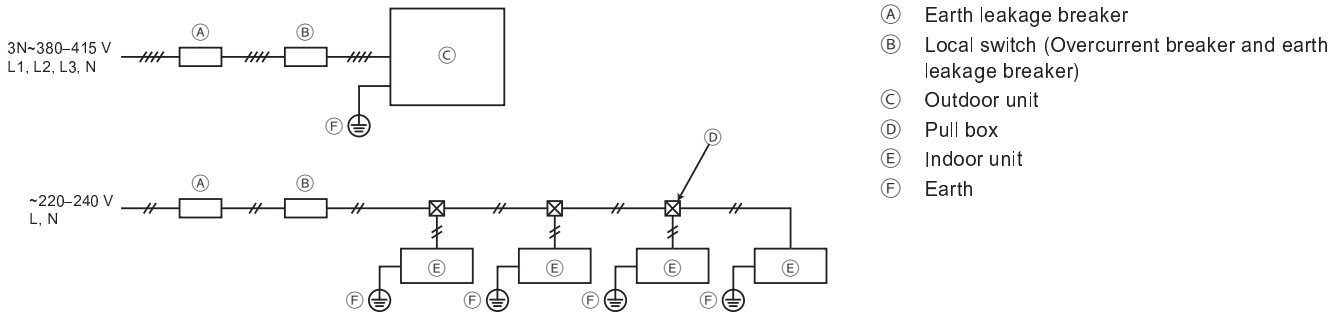 3N~380–415 V
L1, L2, L3, N
Ⓐ
Ⓑ
Ⓒ
Ⓕ
Ⓓ
~220–240 V
L, N
Ⓐ
Ⓑ
Ⓔ
Ⓔ
Ⓔ
Ⓔ
Ⓕ
Ⓕ
Ⓕ
Ⓕ
Ⓐ Earth leakage breaker
Ⓑ Local switch (Overcurrent breaker and earth
leakage breaker)
Ⓒ Outdoor unit
Ⓓ Pull box
Ⓔ Indoor unit
Ⓕ Earth